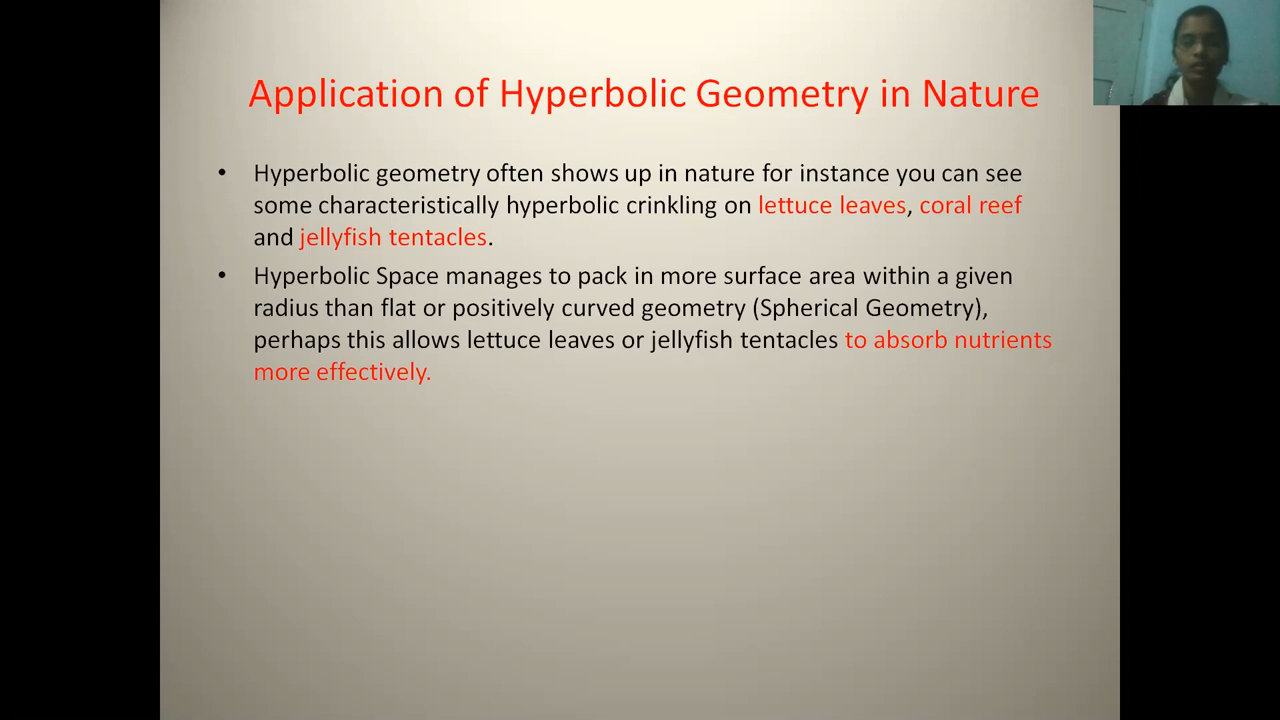 Application of Hyperbolic Geometry in Nature
• Hyperbolic geometry often shows up in nature for instance you can see
some characteristically hyperbolic crinkling on lettuce leaves, coral reef
and jellyfish tentacles.
• Hyperbolic Space manages to pack in more surface area within a given
radius than flat or positively curved geometry (Spherical Geometry),
perhaps this allows lettuce leaves or jellyfish tentacles to absorb nutrients
more effectively.